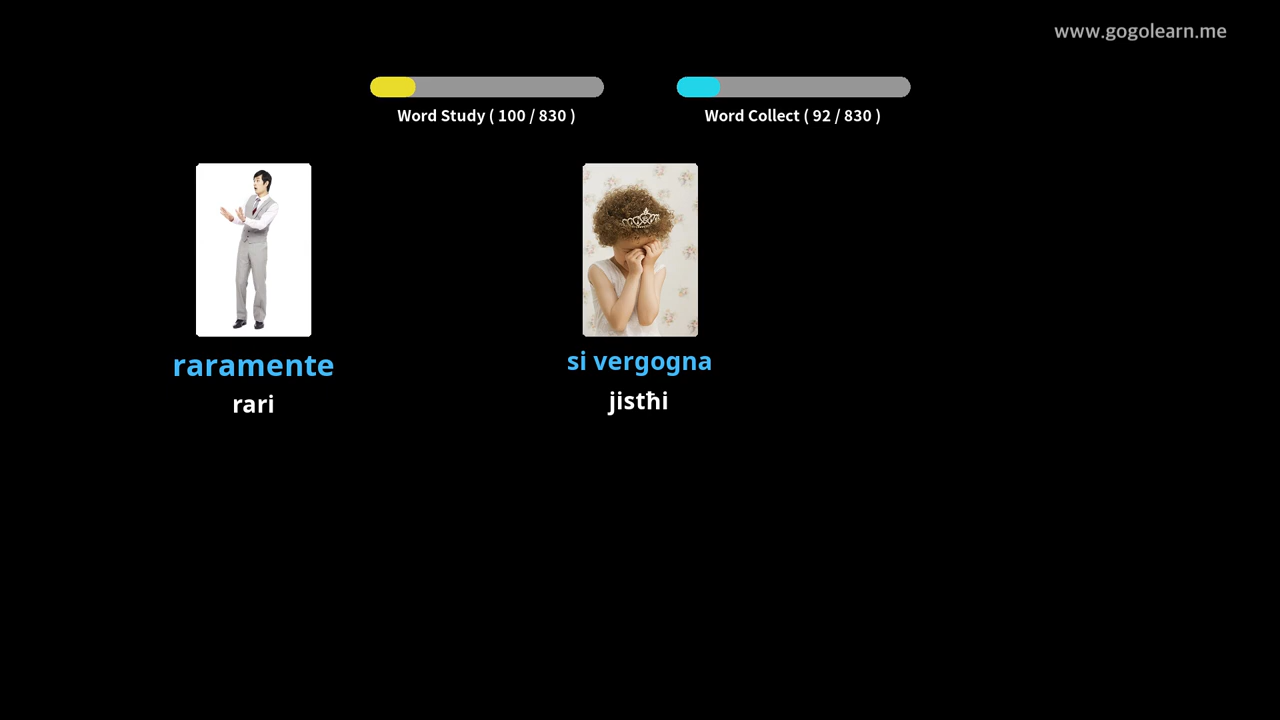 www.gogolearn.me
Word Study ( 100 / 830 )
Word Collect ( 92 / 830 )
raramente
rari
si vergogna
jistħi